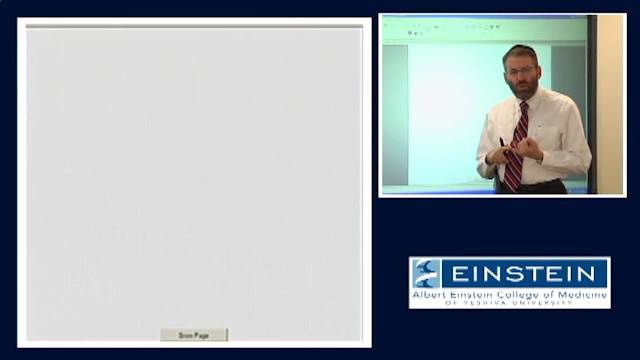 EINSTEIN
Albert Einstein College of Medicine
OF YESHIVA UNIVERSITY
Save Page